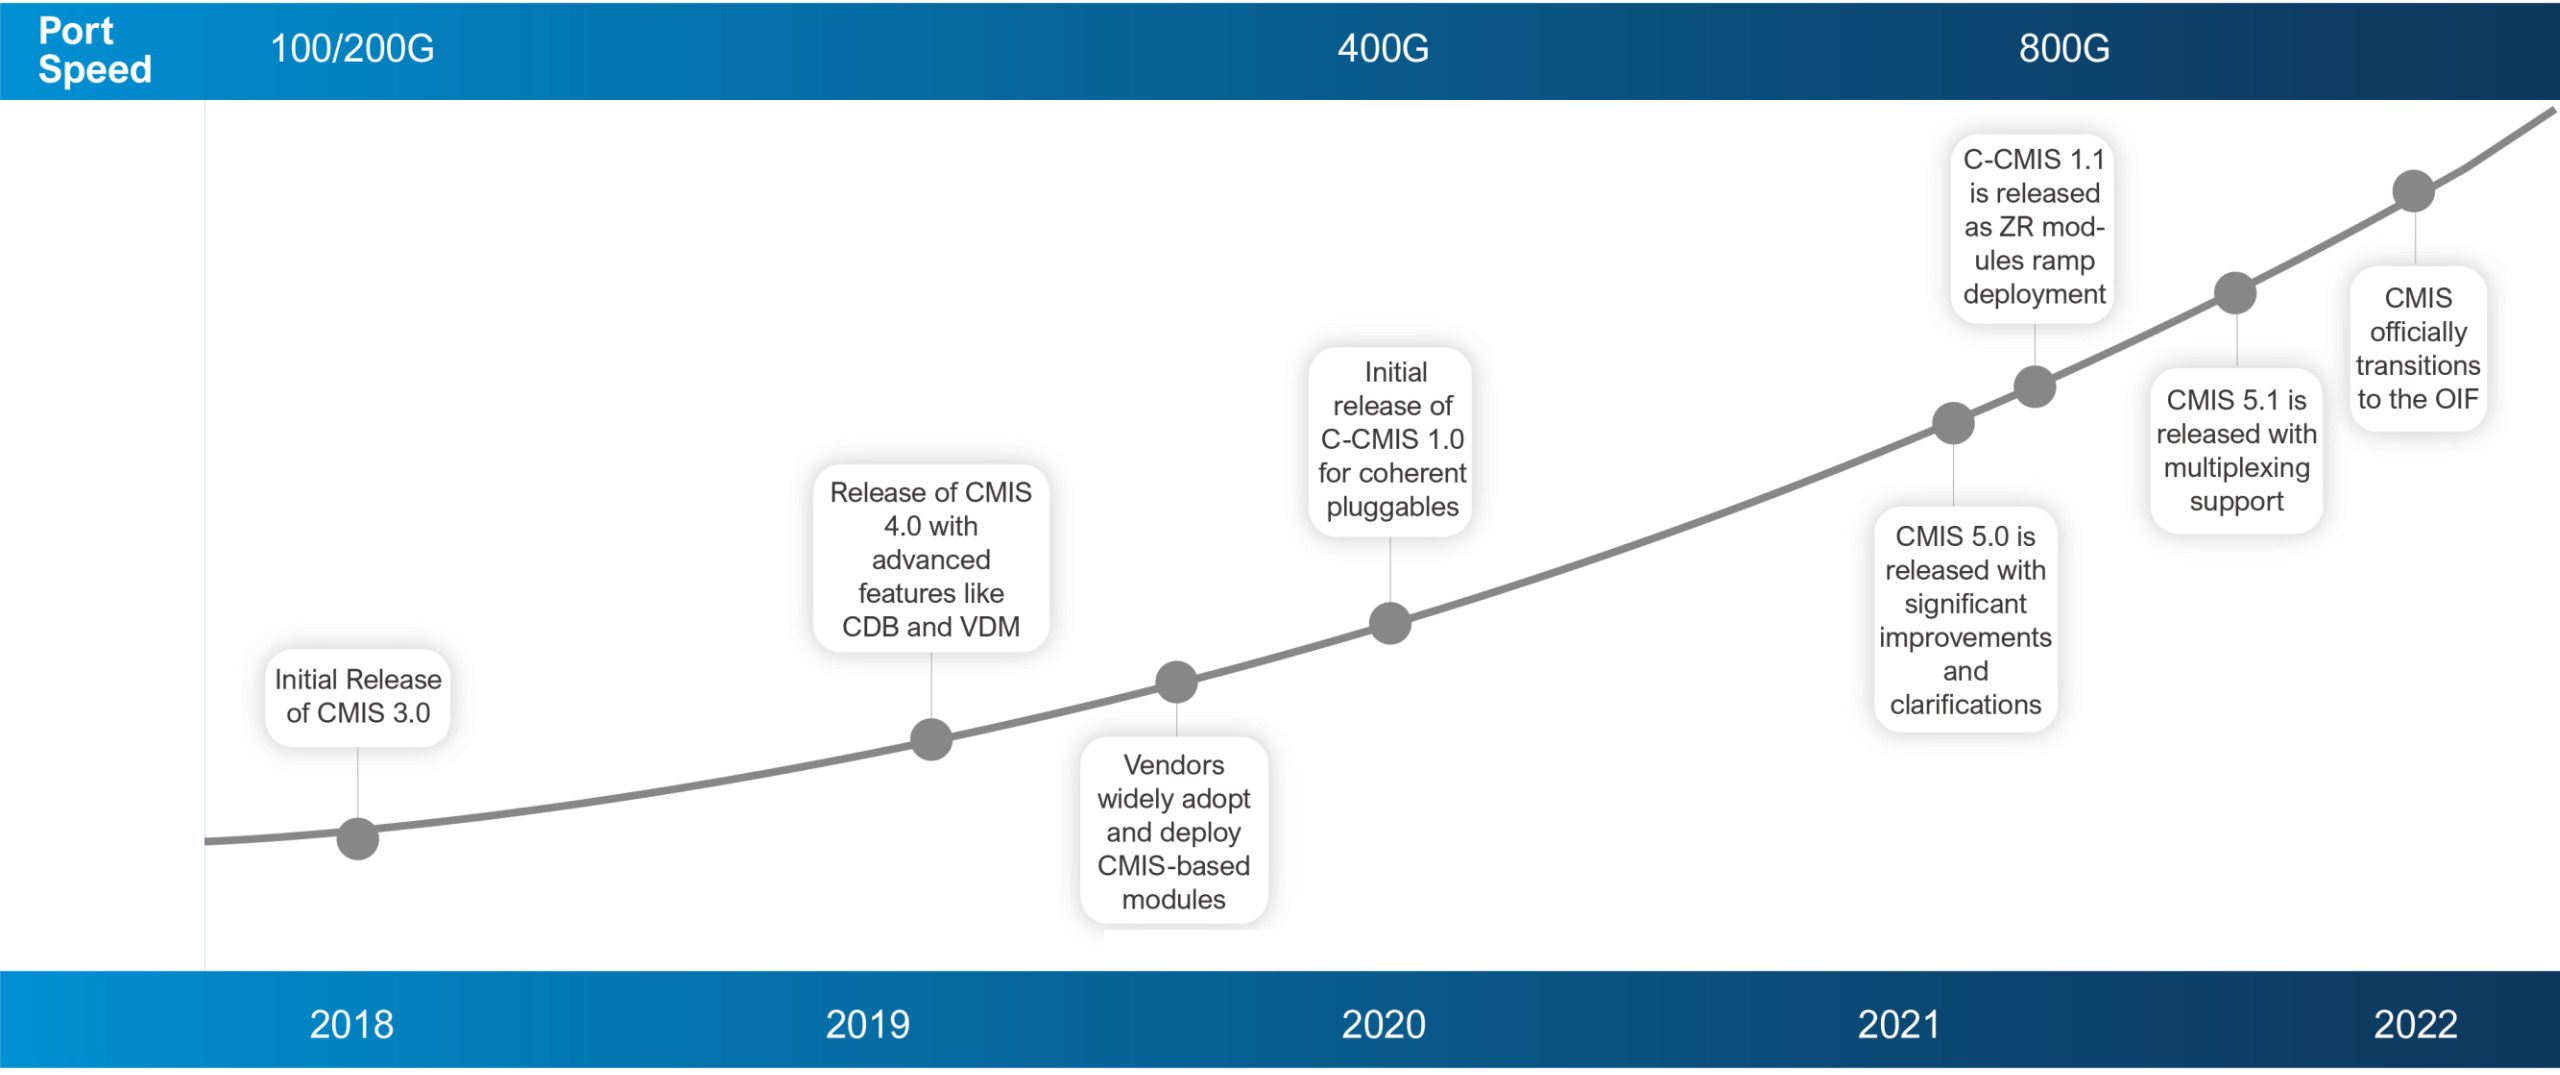 Port
Speed
100/200G
400G
800G
Initial Release
of CMIS 3.0
Release of CMIS
4.0 with
advanced
features like
CDB and VDM
Vendors
widely adopt
and deploy
CMIS-based
modules
Initial
release of
C-CMIS 1.0
for coherent
pluggables
CMIS 5.0 is
released with
significant
improvements
and
clarifications
C-CMIS 1.1
is released
as ZR mod-
ules ramp
deployment
CMIS 5.1 is
released with
multiplexing
support
CMIS
officially
transitions
to the OIF
2018
2019
2020
2021
2022